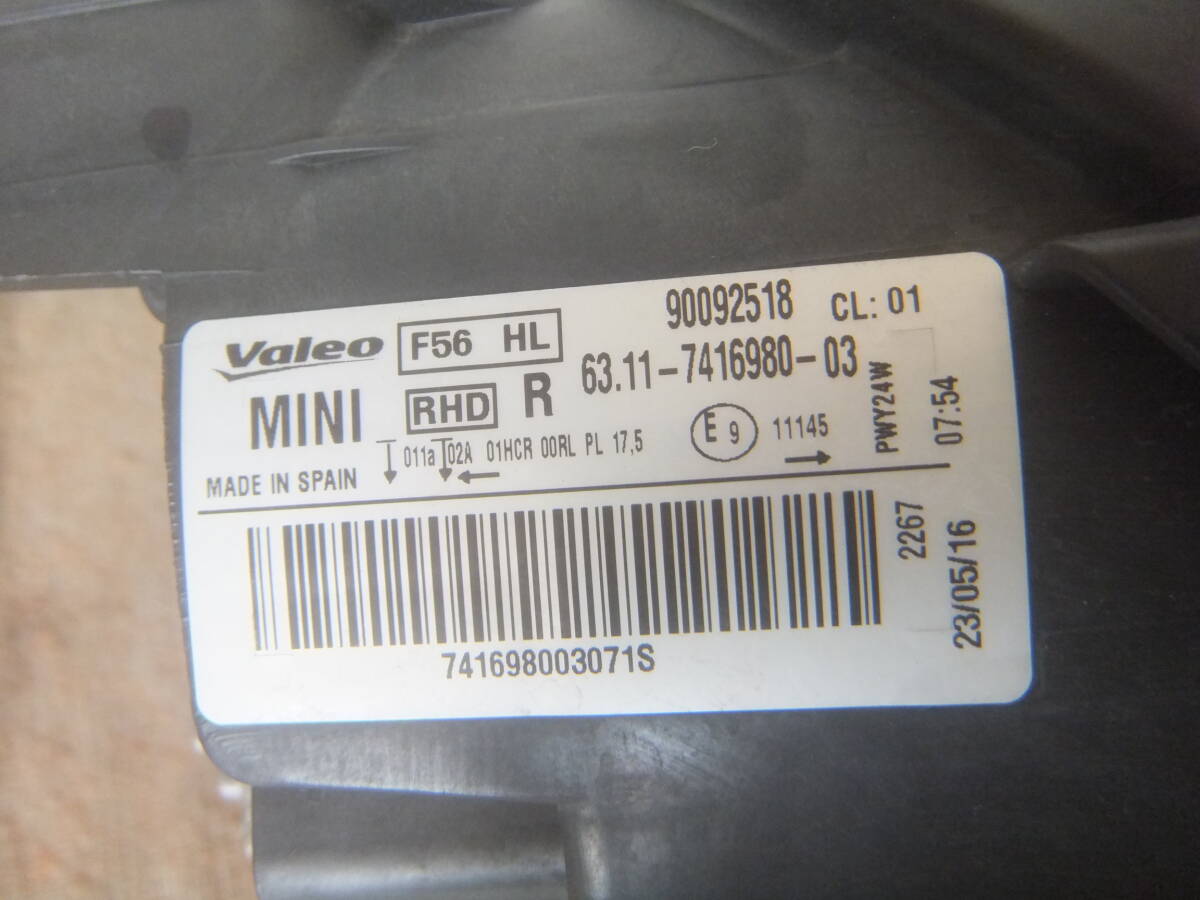 Valeo F56 HL 90092518 CL: 01
MINI RHD R 63.11-7416980-03
011a 02A 01HCR 00RL PL 17,5 E 9 11145
MADE IN SPAIN
PWY24W
07:54
741698003071S
2267
23/05/16